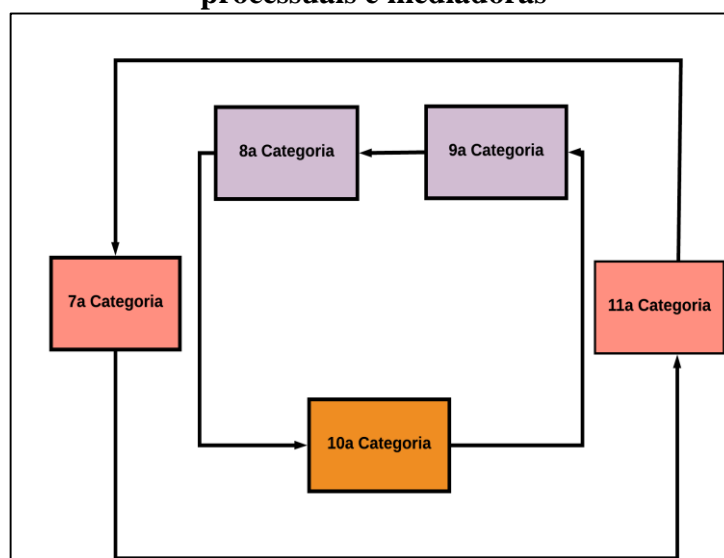 processuais e mediadoras
8a Categoria
9a Categoria
7a Categoria
11a Categoria
10a Categoria